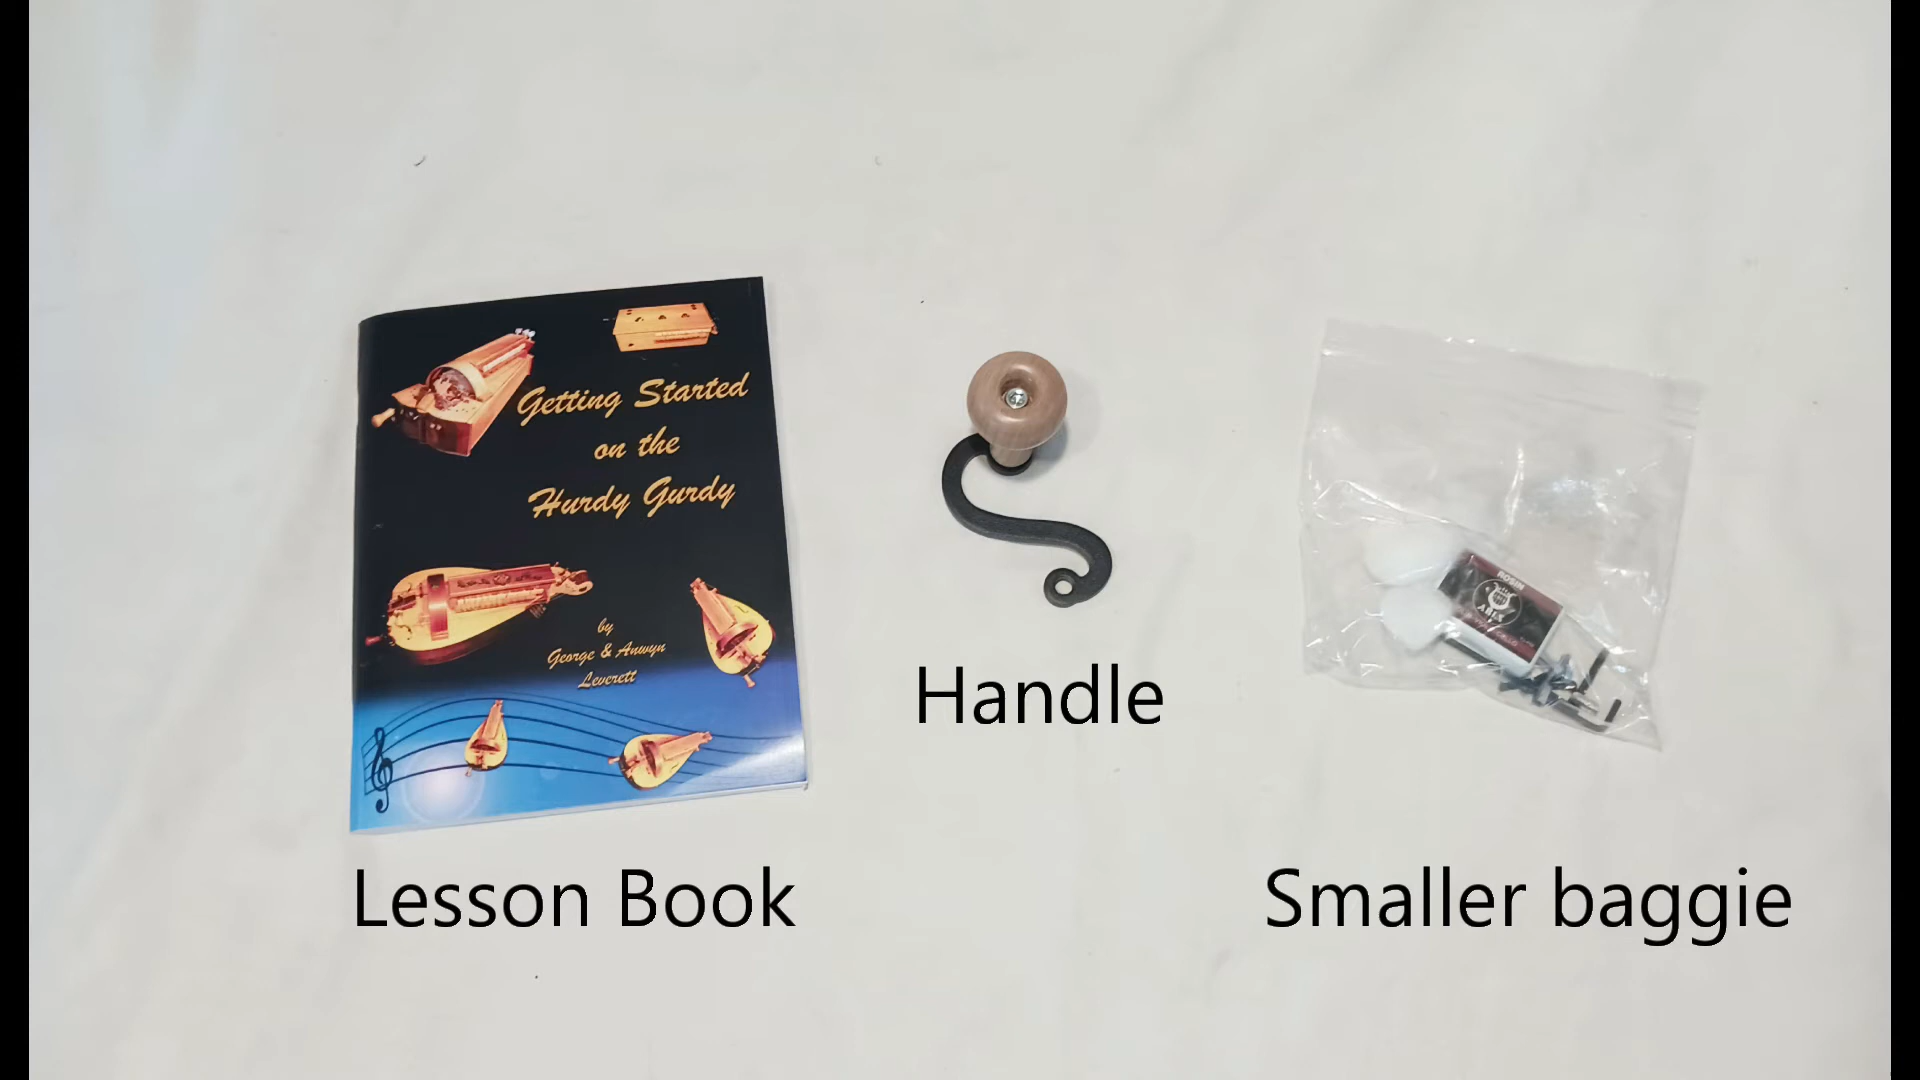 Getting Started
on the
Hurdy Gurdy
by
George & Anwyn
Leverett
ROSIN
Handle
Lesson Book
Smaller baggie